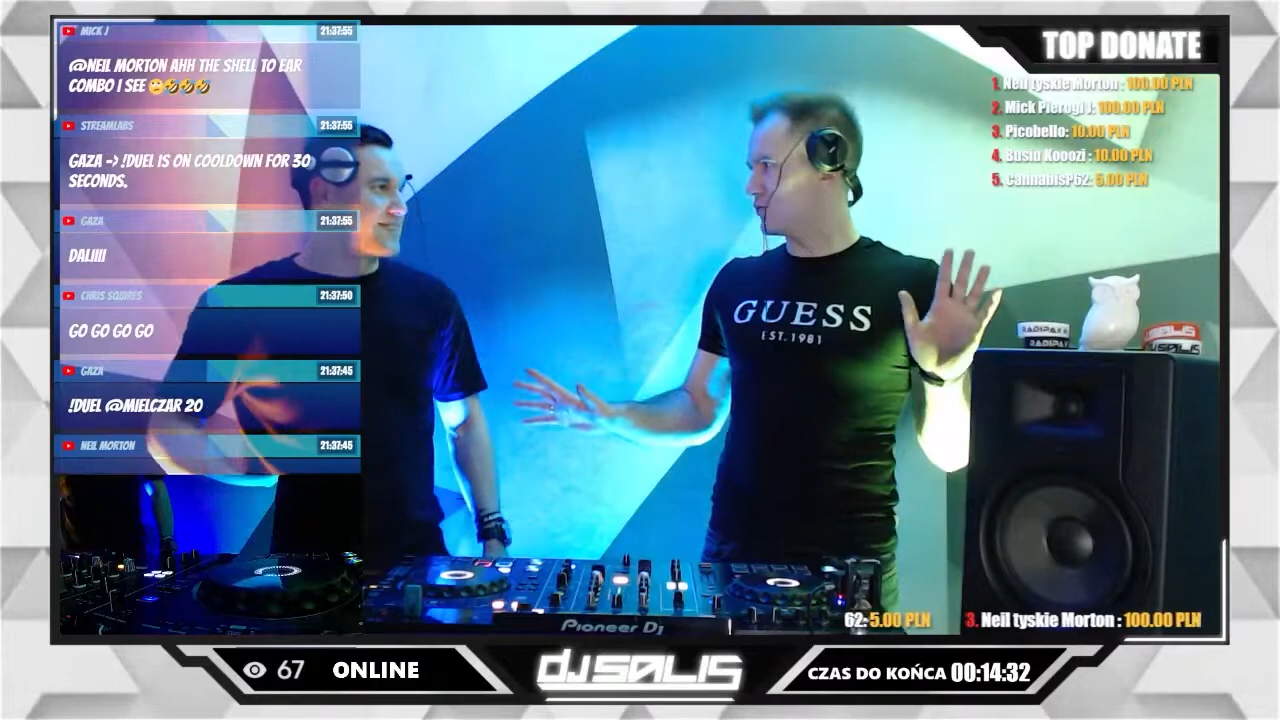 MICK J
21:37:55
@NEIL MORTON AHH THE SHELL TO EAR
COMBO I SEE 🙄🤣🤣🤣
STREAMLABS
21:37:55
GAZA -> !DUEL IS ON COOLDOWN FOR 30
SECONDS.
GAZA
21:37:55
DALIIII
CHRIS SQUIRES
21:37:50
GO GO GO GO
GAZA
21:37:45
!DUEL @MIELCZAR 20
NEIL MORTON
21:37:45
TOP DONATE
1. Neil tyskie Morton : 100.00 PLN
2. Mick Pierogi J: 100.00 PLN
3. Picobello: 10.00 PLN
4. Busiu Kooozi : 10.00 PLN
5. CannabisP62: 5.00 PLN
GUESS
EST. 1981
Pioneer Dj
62: 5.00 PLN
3. Neil tyskie Morton : 100.00 PLN
67
ONLINE
DJ SOLIS
CZAS DO KOŃCA 00:14:32